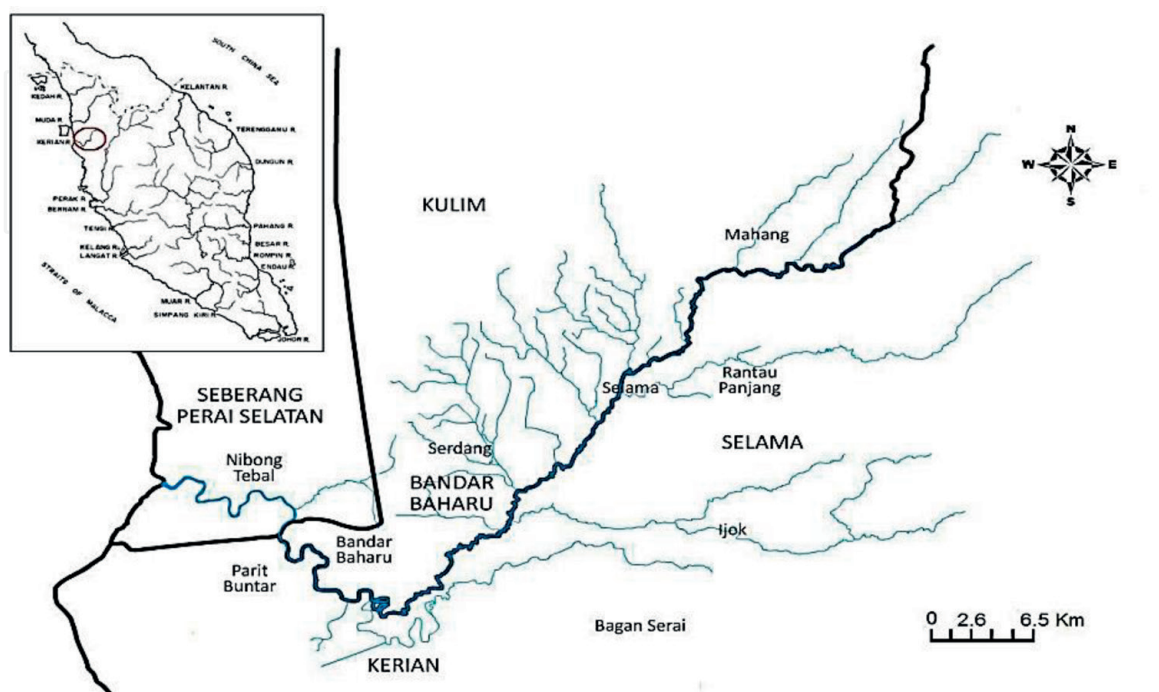 SOUTH CHINA SEA
KELANTAN R.
KEDAH R.
MUDA R.
KERIAN R.
TERENGGANU R.
DUNGUN R.
PERAK R.
BERNAM R.
TENGI R.
KELANG R.
LANGAT R.
PAHANG R.
BESAR R.
ROMPIN R.
ENDAU R.
STRAITS OF MALACCA
MUAR R.
SIMPANG KIRI R.
JOHOR R.
N
W
E
S
KULIM
Mahang
SEBERANG
PERAI SELATAN
Selama
Rantau
Panjang
Nibong
Tebal
Serdang
SELAMA
BANDAR
BAHARU
Ijok
Bandar
Baharu
Parit
Buntar
Bagan Serai
KERIAN
0 2.6 6.5 Km